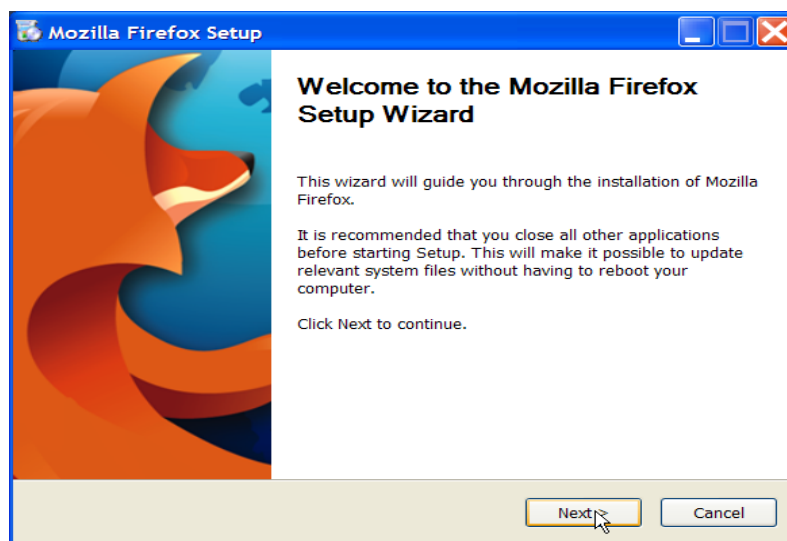 Mozilla Firefox Setup
Welcome to the Mozilla Firefox
Setup Wizard
This wizard will guide you through the installation of Mozilla
Firefox.
It is recommended that you close all other applications
before starting Setup. This will make it possible to update
relevant system files without having to reboot your
computer.
Click Next to continue.
Next >
Cancel